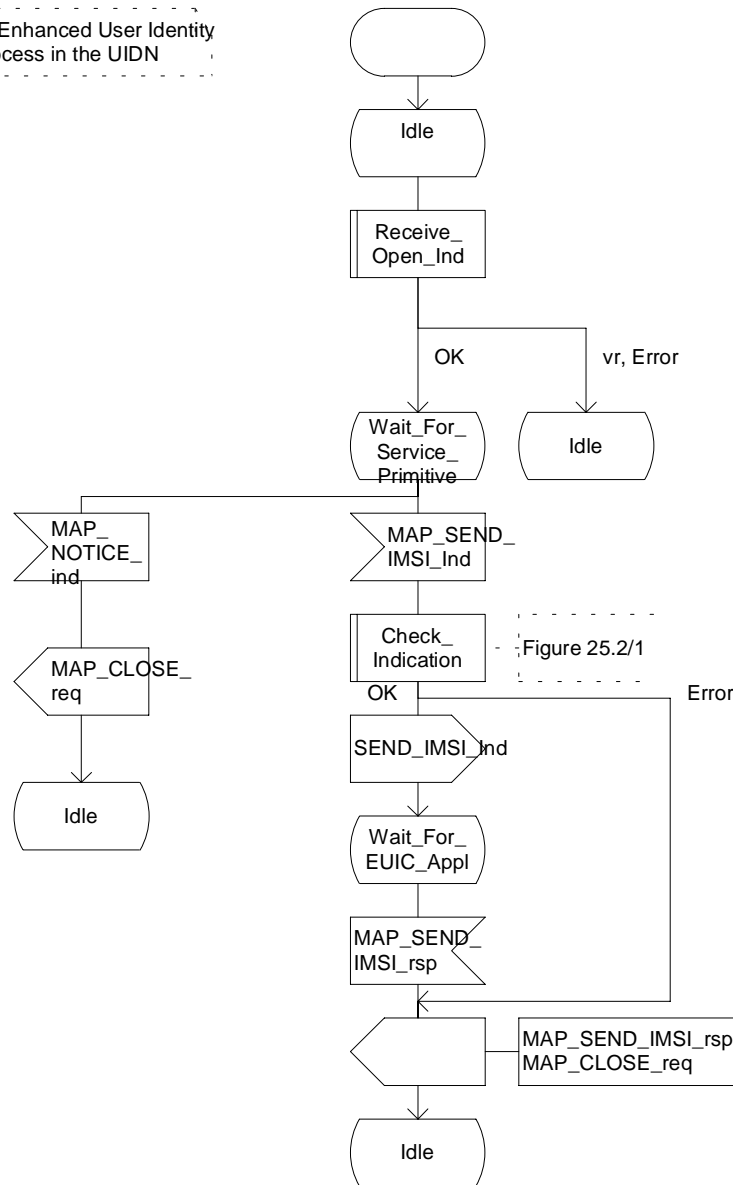 Enhanced User Identity
in the UIDN
Idle
Receive_
Open_Ind
OK
vr, Error
Wait_For_
Service_
Primitive
Idle
MAP_
NOTICE_
ind
MAP_SEND_
IMSI_Ind
Check_
Indication
Figure 25.2/1
MAP_CLOSE_
req
OK
Error
SEND_IMSI_Ind
Idle
Wait_For_
EUIC_Appl
MAP_SEND_
IMSI_rsp
MAP_SEND_IMSI_rsp
MAP_CLOSE_req
Idle